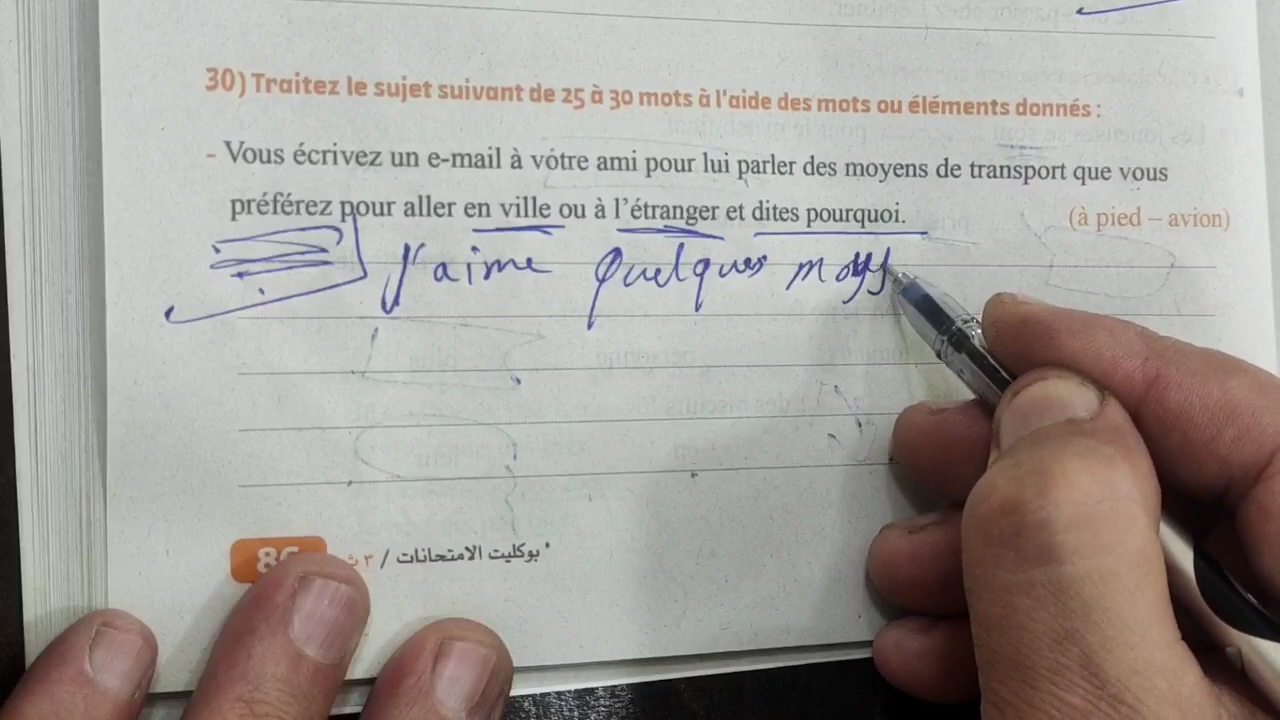 30) Traitez le sujet suivant de 25 à 30 mots à l'aide des mots ou éléments donnés :
- Vous écrivez un e-mail à votre ami pour lui parler des moyens de transport que vous
préférez pour aller en ville ou à l'étranger et dites pourquoi. (à pied – avion)
J'aime quelques
بوكليت الامتحانات / ٣ ث